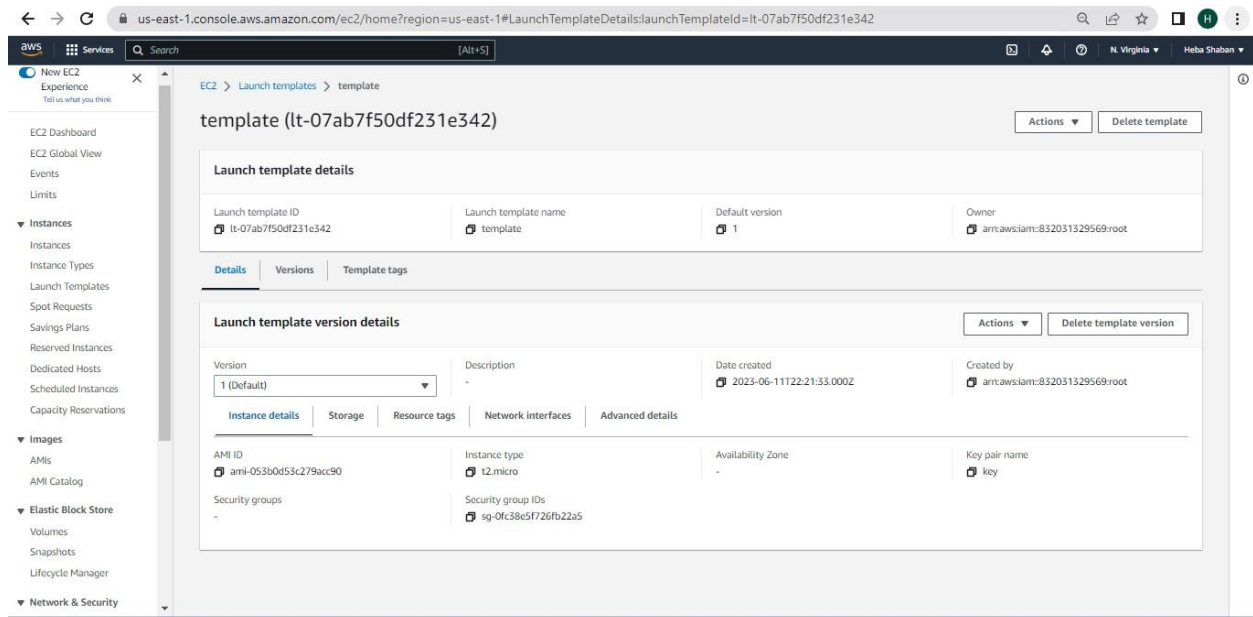 us-east-1.console.aws.amazon.com/ec2/home?region=us-east-1#LaunchTemplateDetails:launchTemplateId=lt-07ab7f50df231e342
H
aws Services Search [Alt+S] N. Virginia Heba Shaban
New EC2 Experience
Tell us what you think
EC2 Dashboard
EC2 Global View
Events
Limits
Instances
Instances
Instance Types
Launch Templates
Spot Requests
Savings Plans
Reserved Instances
Dedicated Hosts
Scheduled Instances
Capacity Reservations
Images
AMIs
AMI Catalog
Elastic Block Store
Volumes
Snapshots
Lifecycle Manager
Network & Security
EC2 > Launch templates > template
template (lt-07ab7f50df231e342)
Actions Delete template
Launch template details
Launch template ID Launch template name Default version Owner
lt-07ab7f50df231e342 template 1 arn:aws:iam::832031329569:root
Details Versions Template tags
Launch template version details
Actions Delete template version
Version Description Date created Created by
1 (Default) - 2023-06-11T22:21:33.000Z arn:aws:iam::832031329569:root
Instance details Storage Resource tags Network interfaces Advanced details
AMI ID Instance type Availability Zone Key pair name
ami-053b0d53c279acc90 t2.micro - key
Security groups Security group IDs
- sg-0fc38e5f726fb22a5